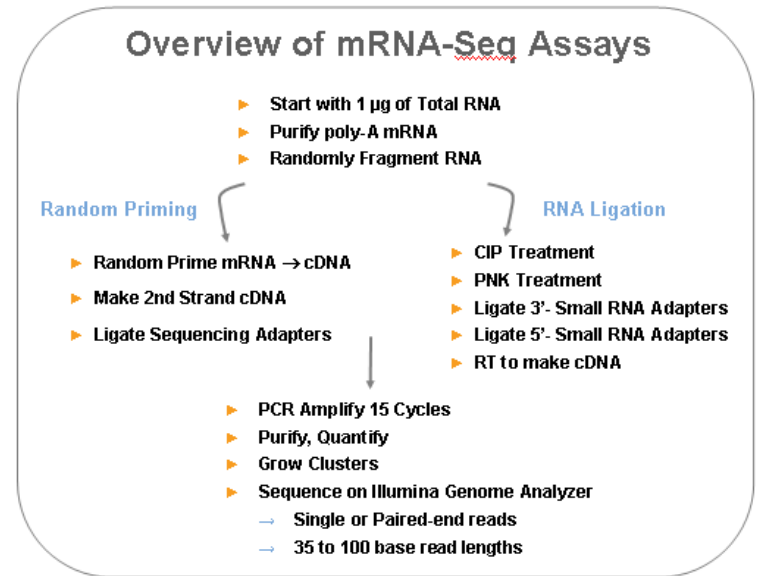 Overview of mRNA-Seq Assays
Start with 1 µg of Total RNA
Purify poly-A mRNA
Randomly Fragment RNA
Random Priming
Random Prime mRNA → cDNA
Make 2nd Strand cDNA
Ligate Sequencing Adapters
RNA Ligation
CIP Treatment
PNK Treatment
Ligate 3’- Small RNA Adapters
Ligate 5’- Small RNA Adapters
RT to make cDNA
PCR Amplify 15 Cycles
Purify, Quantify
Grow Clusters
Sequence on Illumina Genome Analyzer
→ Single or Paired-end reads
→ 35 to 100 base read lengths